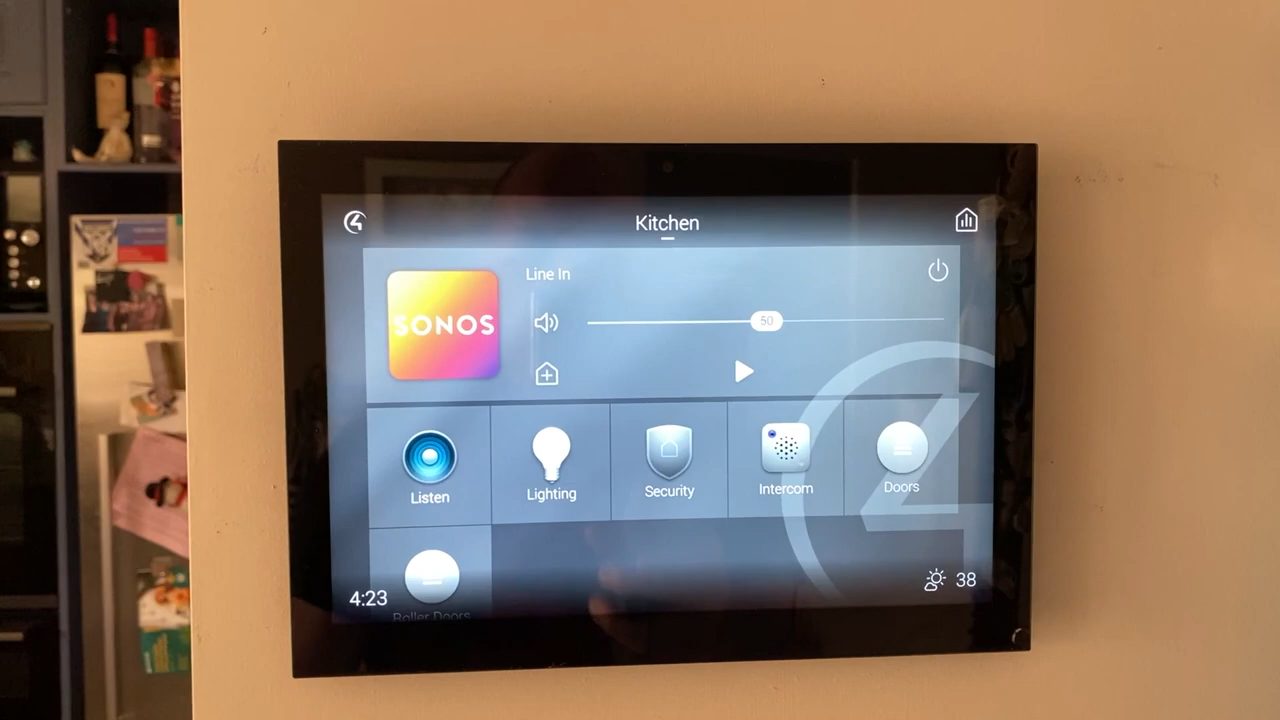 Kitchen
Line In
SONOS
50
Listen
Lighting
Security
Intercom
Doors
Roller Doors
4:23
38